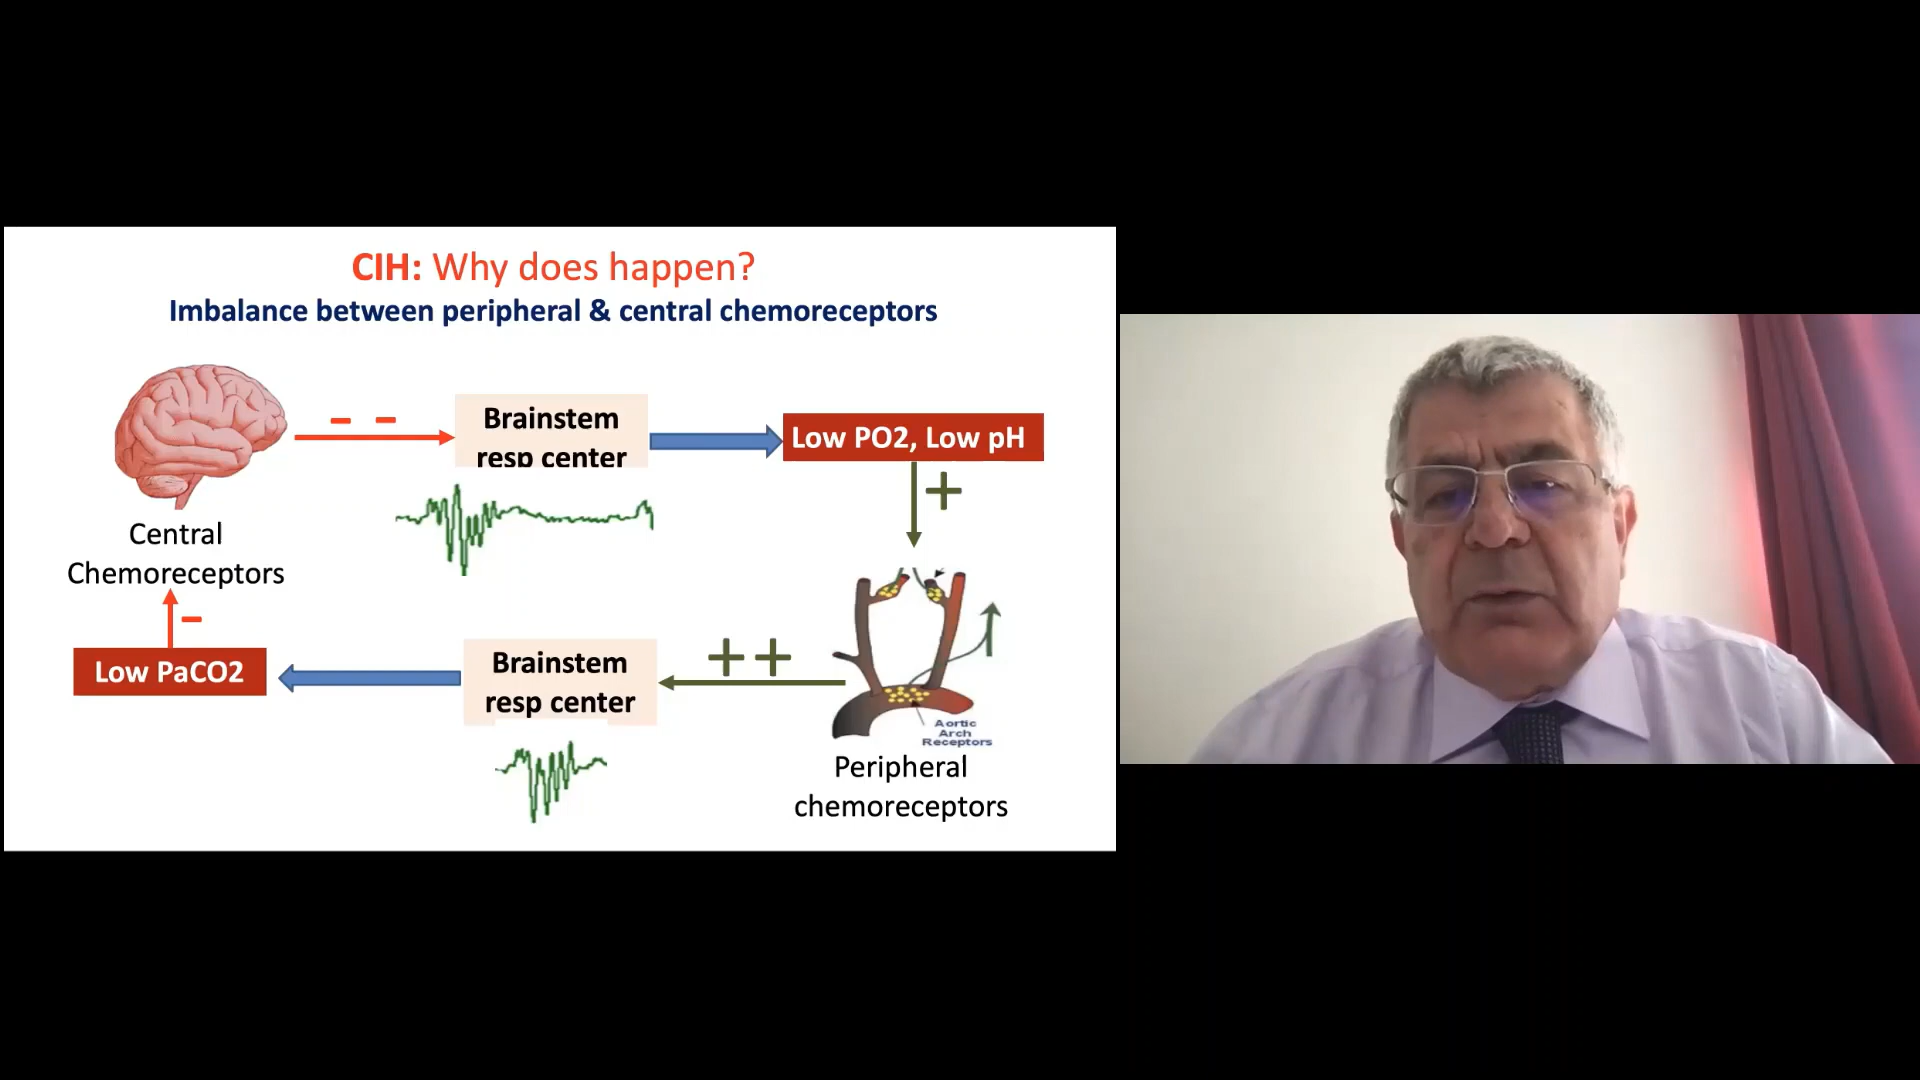 CIH: Why does happen?
Imbalance between peripheral & central chemoreceptors
Brainstem
resp center
Low PO2, Low pH
Central
Chemoreceptors
Low PaCO2
Brainstem
resp center
Aortic
Arch
Receptors
Peripheral
chemoreceptors